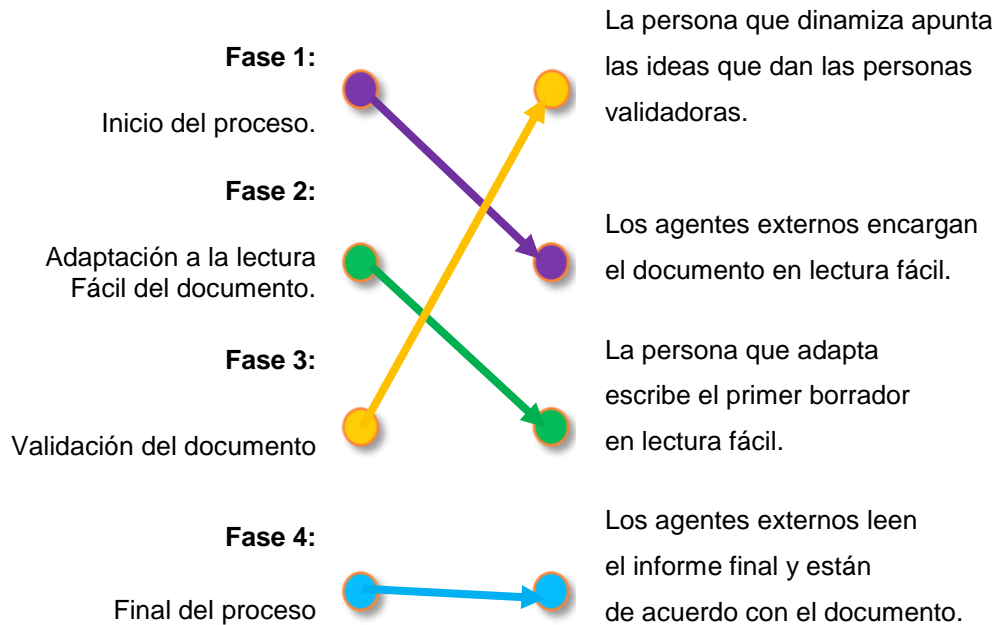 Fase 1:
Inicio del proceso.
Fase 2:
Adaptación a la lectura
Fácil del documento.
Fase 3:
Validación del documento
Fase 4:
Final del proceso
La persona que dinamiza apunta
las ideas que dan las personas
validadoras.
Los agentes externos encargan
el documento en lectura fácil.
La persona que adapta
escribe el primer borrador
en lectura fácil.
Los agentes externos leen
el informe final y están
de acuerdo con el documento.